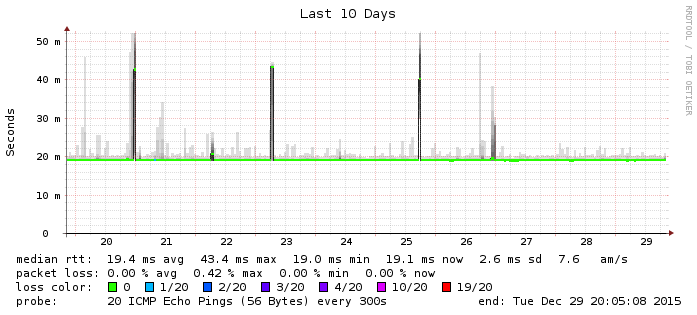 Last 10 Days
RRDTOOL / TOBI OETIKER
Seconds
50 m
40 m
30 m
20 m
10 m
0
20 21 22 23 24 25 26 27 28 29
median rtt: 19.4 ms avg 43.4 ms max 19.0 ms min 19.1 ms now 2.6 ms sd 7.6 am/s
packet loss: 0.00 % avg 0.42 % max 0.00 % min 0.00 % now
loss color: 0 1/20 2/20 3/20 4/20 10/20 19/20
probe: 20 ICMP Echo Pings (56 Bytes) every 300s end: Tue Dec 29 20:05:08 2015